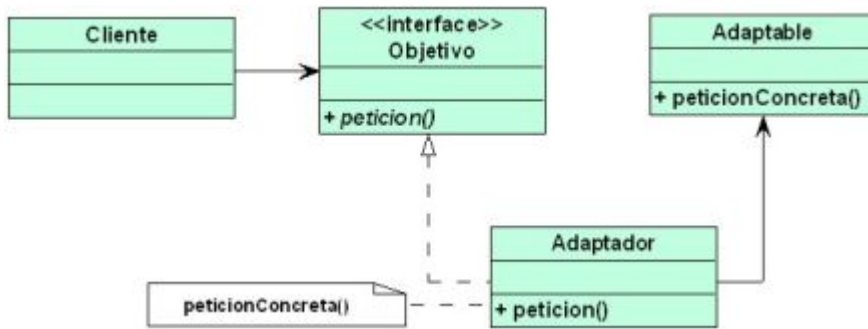 Cliente
<<interface>>
Objetivo
+ peticion()
Adaptable
+ peticionConcreta()
Adaptador
+ peticion()
peticionConcreta()